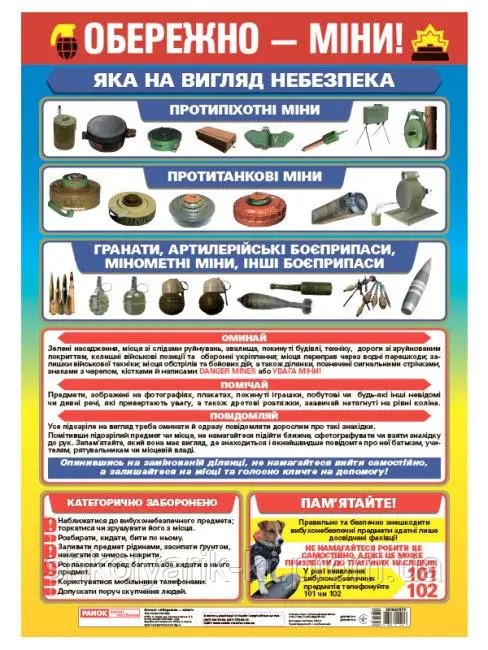 ОБЕРЕЖНО – МІНИ!
ЯКА НА ВИГЛЯД НЕБЕЗПЕКА
ПРОТИПІХОТНІ МІНИ
ПРОТИТАНКОВІ МІНИ
ГРАНАТИ, АРТИЛЕРІЙСЬКІ БОЄПРИПАСИ,
МІНОМЕТНІ МІНИ, ІНШІ БОЄПРИПАСИ
ОМИНАЙ
Зелені насадження, місця зі слідами руйнувань, звалища, покинуті будівлі, техніку, дороги зі зруйнованим
покриттям, колишні військові позиції та оборонні укріплення; місця переправ через водні перешкоди; за-
лишки військової техніки; місця обстрілів та бойових дій, а також ділянки, позначені сигнальними стрічками,
знаками з черепом, кістками й написами DANGER MINES або УВАГА МІНИ!
ПОМІЧАЙ
Предмети, зображені на фотографіях, плакатах, покинуті іграшки, побутові чи будь-які інші невідомі
чи дивні речі, які привертають увагу, а також дротові розтяжки, зазвичай натягнуті на рівні коліна.
ПОВІДОМЛЯЙ
Усе підозріле на вигляд треба оминати й одразу повідомляти дорослим про такі знахідки.
Помітивши підозрілий предмет чи місце, не намагайтеся підійти ближче, сфотографувати чи взяти знахідку
до рук. Запам'ятайте, який вона має вигляд, де знаходиться і якнайшвидше повідомте про неї батькам, учи-
телям, рятувальникам чи місцевій владі.
Опинившись на замінованій ділянці, не намагайтеся вийти самостійно,
а залишайтеся на місці та голосно кличте на допомогу!
КАТЕГОРИЧНО ЗАБОРОНЕНО
Наближатися до вибухонебезпечного предмета;
торкатися чи зрушувати його з місця.
Розбирати, кидати, бити по ньому.
Заливати предмет рідинами, засипати ґрунтом,
намагатися чимось накрити.
Розпалювати поряд багаття або кидати в нього
предмет.
Користуватися мобільними телефонами.
Допускати поруч скупчення людей.
ПАМ'ЯТАЙТЕ!
Правильно та безпечно знешкодити
вибухонебезпечні предмети здатні лише
досвідчені фахівці!
НЕ НАМАГАЙТЕСЯ РОБИТИ ЦЕ
САМОСТІЙНО, АДЖЕ ЦЕ МОЖЕ
ПРИЗВЕСТИ ДО ТРАГІЧНИХ НАСЛІДКІВ!
У разі виявлення
вибухонебезпечних
предметів телефонуйте
101 чи 102
101
102
РАНОК